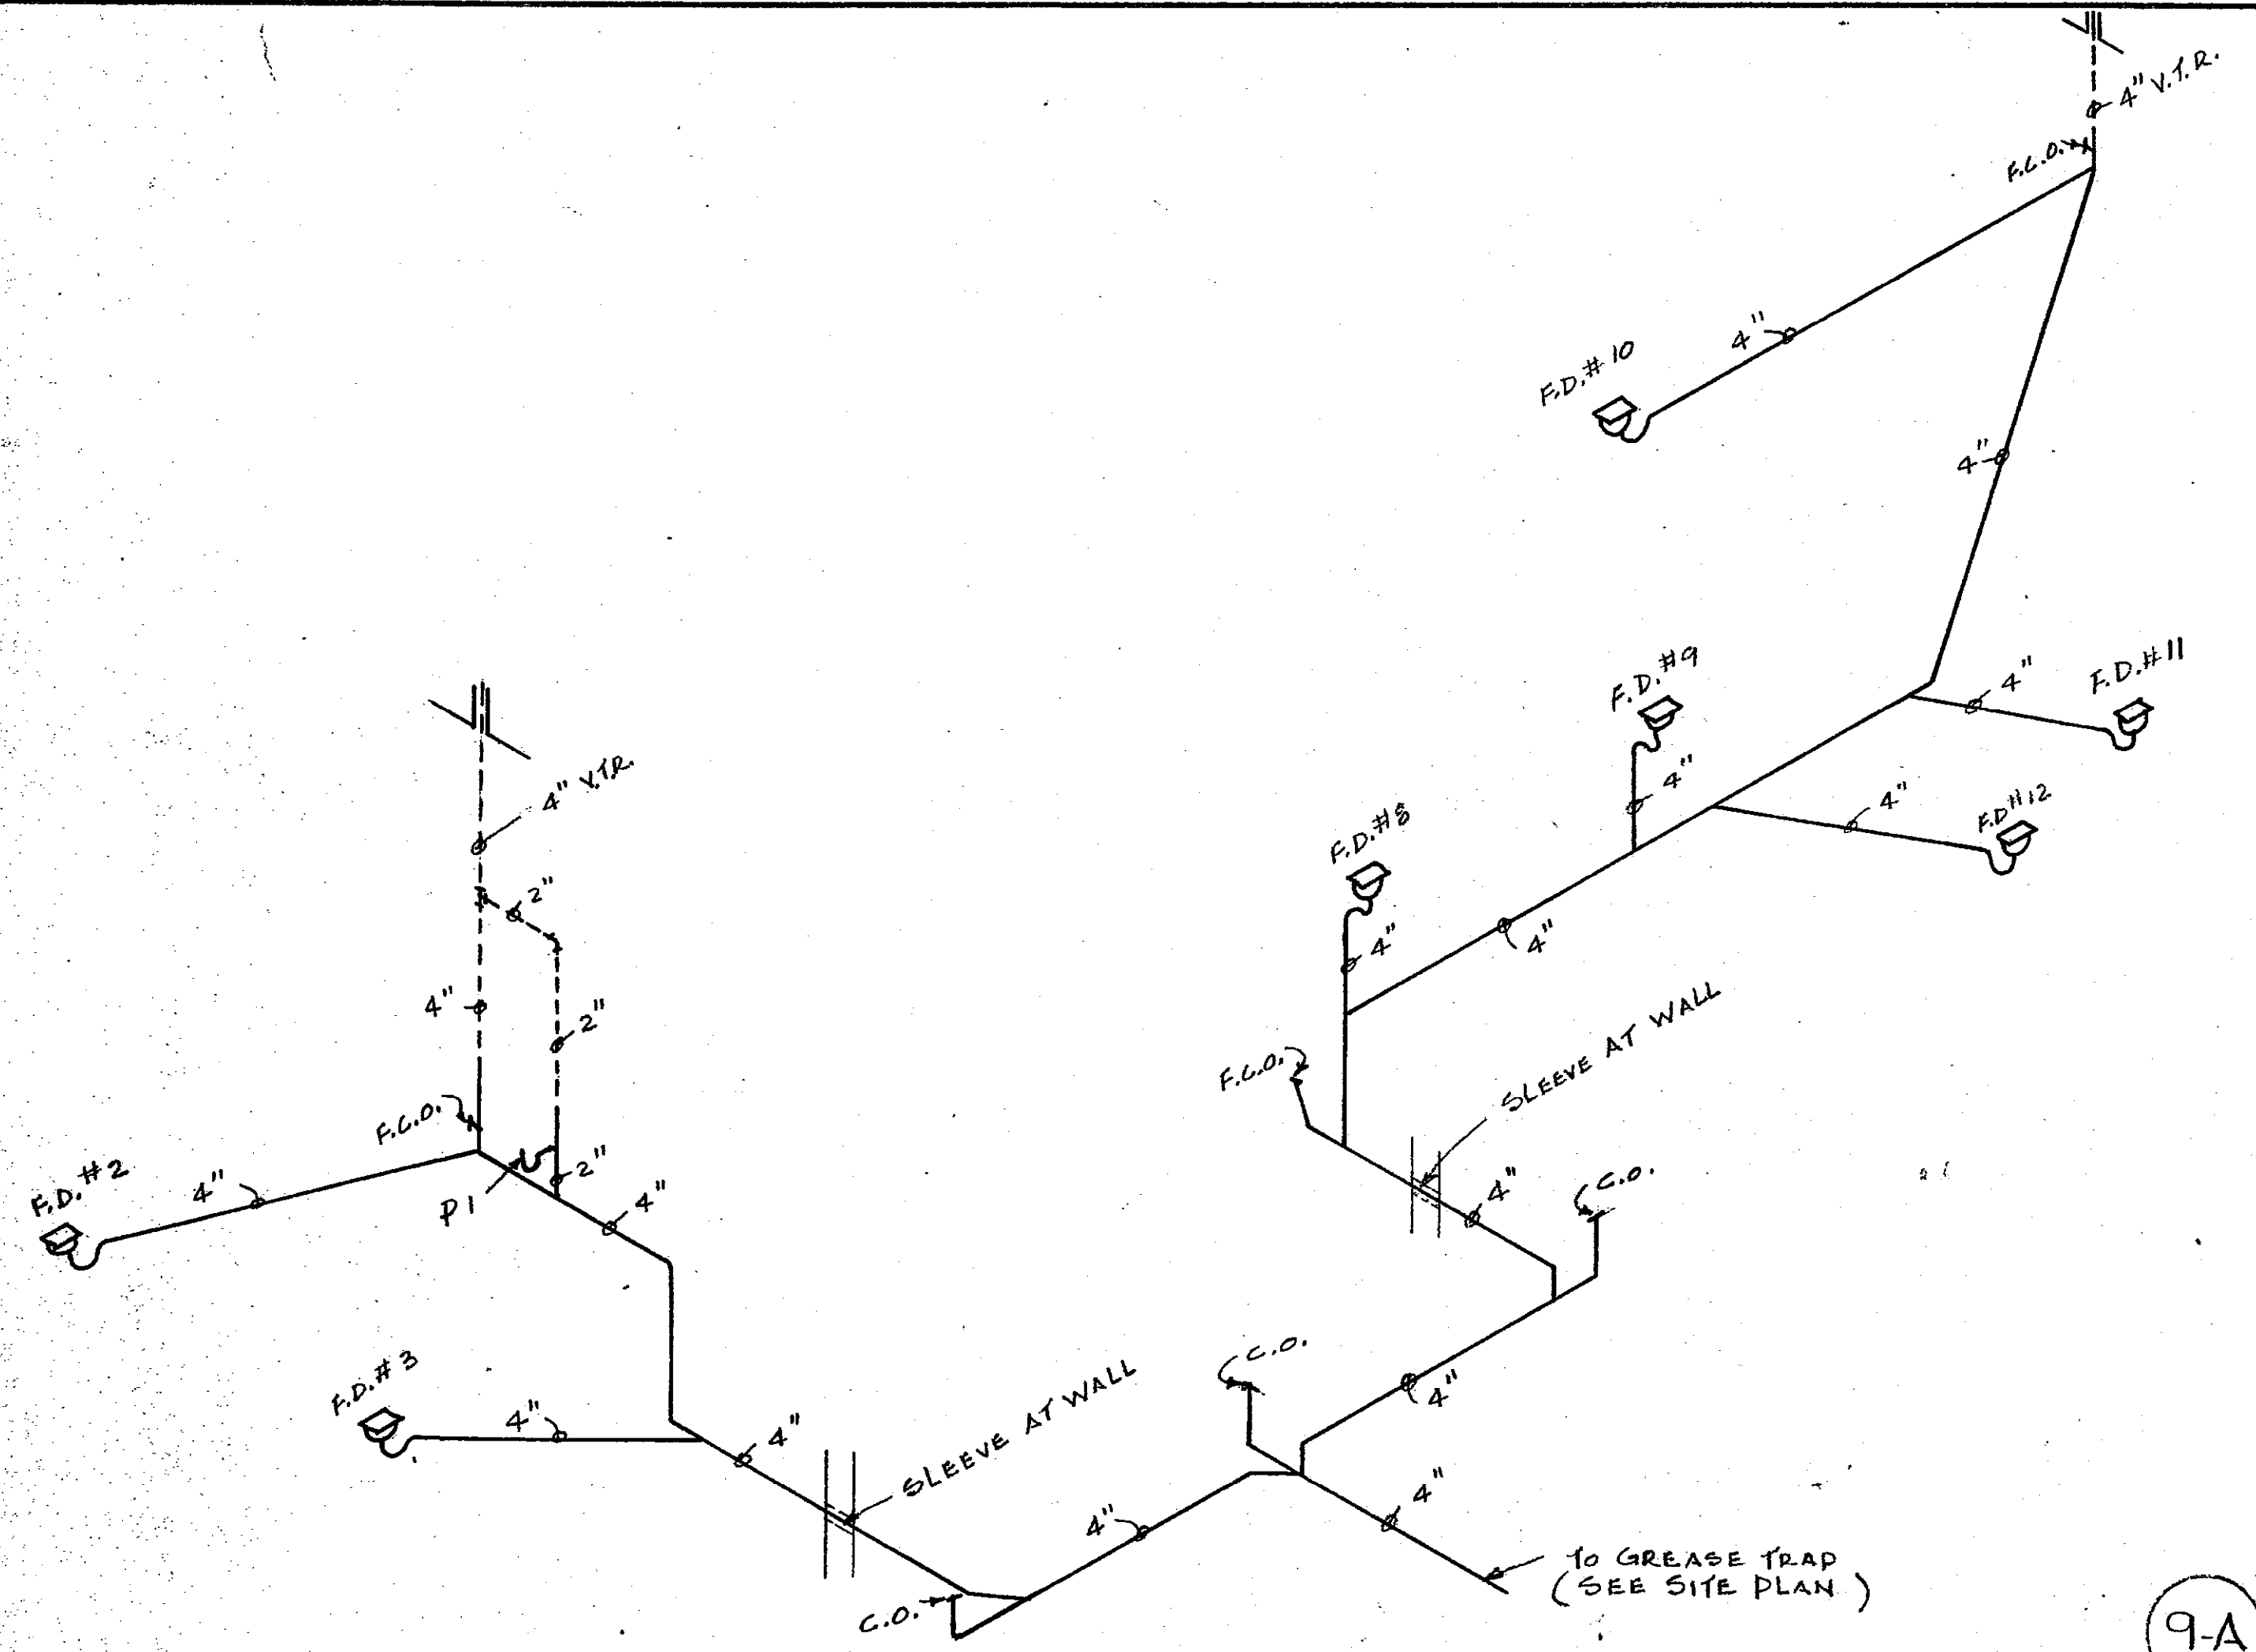 4" V.T.R.
F.C.O.
4"
F.D.# 10
4"
F.D.#9
4"
F.D.#11
4"
4"
F.D#12
4" V.T.R.
F.D.#8
2"
4"
4"
4"
2"
SLEEVE AT WALL
F.C.O.
F.C.O.
2"
F.D. #2
4"
P1
4"
4"
C.O.
C.O.
F.D.# 3
4"
4"
SLEEVE AT WALL
4"
4"
4"
TO GREASE TRAP
(SEE SITE PLAN)
C.O.
9-A